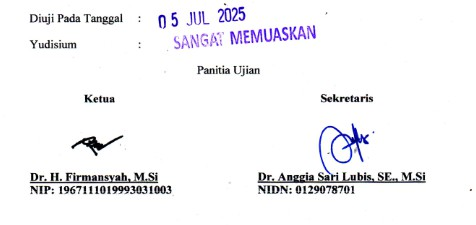 Diuji Pada Tanggal : 05 JUL 2025
Yudisium : SANGAT MEMUASKAN
Panitia Ujian
Ketua Sekretaris
Dr. H. Firmansyah, M.Si Dr. Anggia Sari Lubis, SE., M.Si
NIP: 1967111019993031003 NIDN: 0129078701